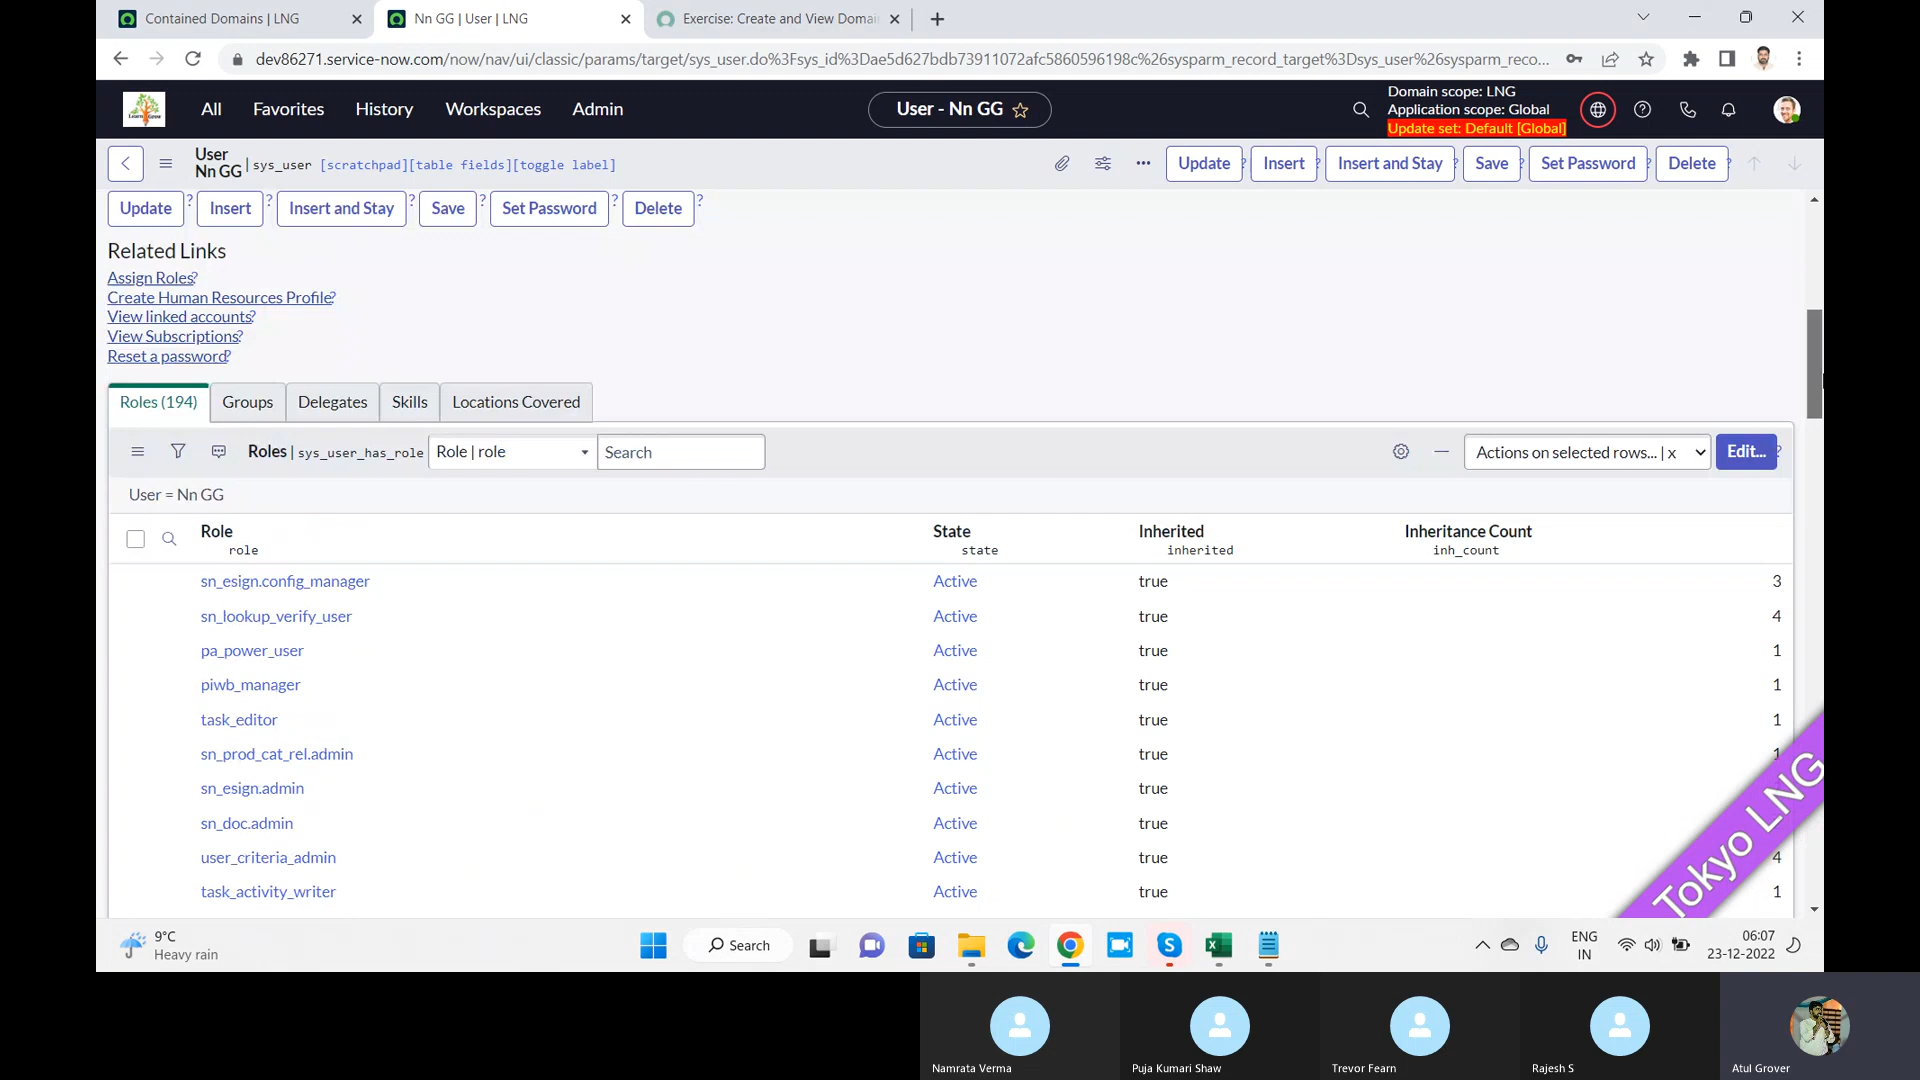 Contained Domains | LNG
Nn GG | User | LNG
Exercise: Create and View Domai
dev86271.service-now.com/now/nav/ui/classic/params/target/sys_user.do%3Fsys_id%3Dae5d627bdb73911072afc5860596198c%26sysparm_record_target%3Dsys_user%26sysparm_reco...
All Favorites History Workspaces Admin
User - Nn GG
Domain scope: LNG
Application scope: Global
Update set: Default [Global]
User
Nn GG | sys_user [scratchpad][table fields][toggle label]
Update ? Insert ? Insert and Stay ? Save ? Set Password ? Delete ?
Update ? Insert ? Insert and Stay ? Save ? Set Password ? Delete ?
Related Links
Assign Roles?
Create Human Resources Profile?
View linked accounts?
View Subscriptions?
Reset a password?
Roles (194) Groups Delegates Skills Locations Covered
Roles | sys_user_has_role Role | role Search Actions on selected rows... | x Edit... ?
User = Nn GG
Role State Inherited Inheritance Count
role state inherited inh_count
sn_esign.config_manager Active true 3
sn_lookup_verify_user Active true 4
pa_power_user Active true 1
piwb_manager Active true 1
task_editor Active true 1
sn_prod_cat_rel.admin Active true 1
sn_esign.admin Active true
sn_doc.admin Active true
user_criteria_admin Active true 4
task_activity_writer Active true 1
Tokyo LNG
9°C
Heavy rain
Search
ENG
IN
06:07
23-12-2022
Namrata Verma
Puja Kumari Shaw
Trevor Fearn
Rajesh S
Atul Grover